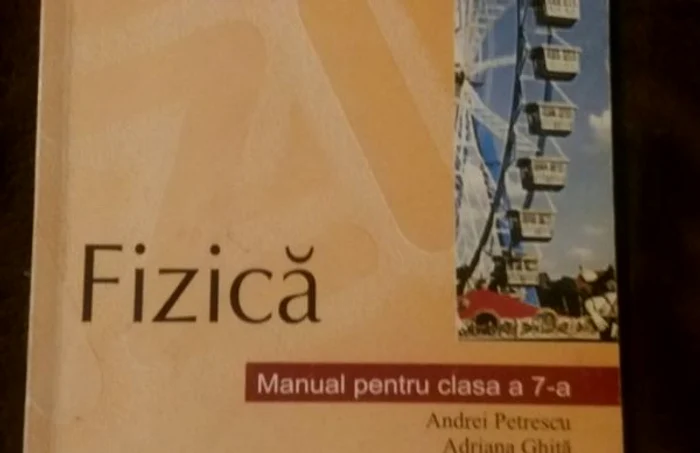 Fizică
Manual pentru clasa a 7-a
Andrei Petrescu
Adriana Ghiță